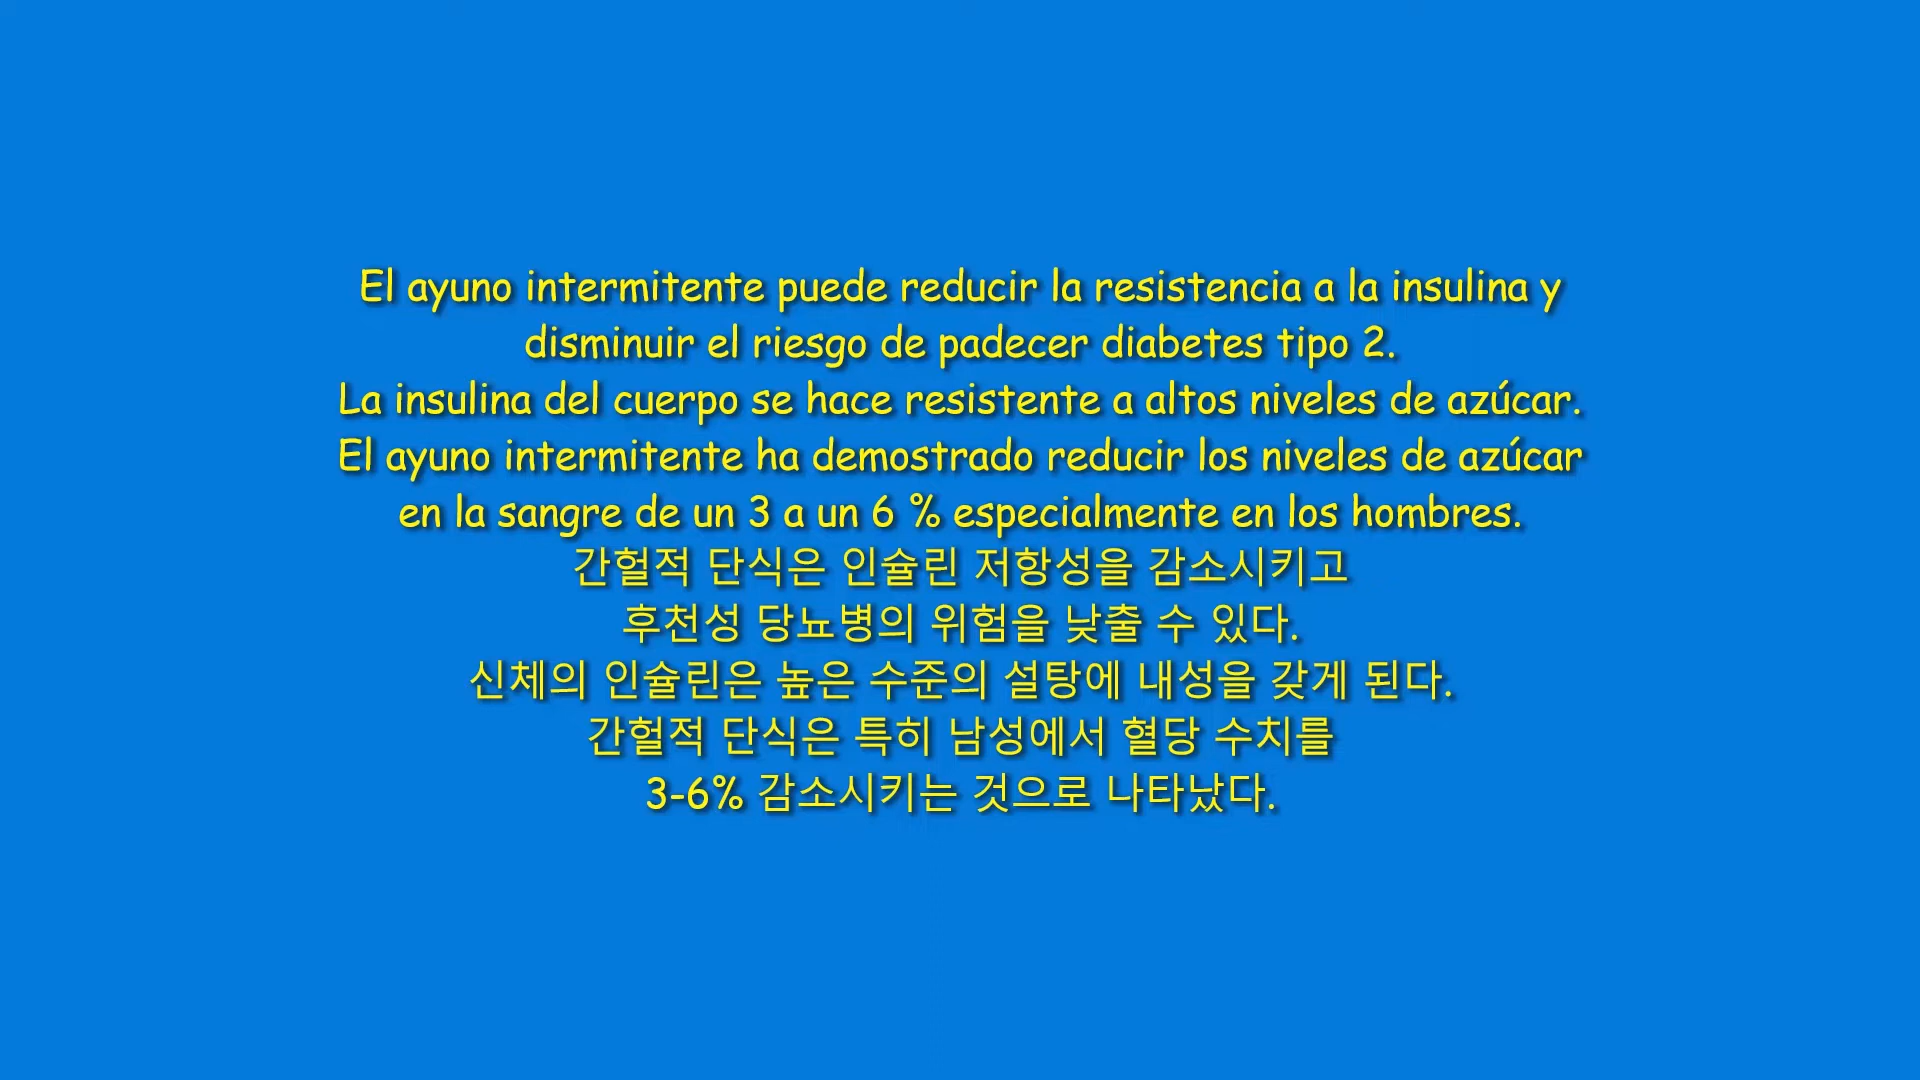 El ayuno intermitente puede reducir la resistencia a la insulina y
disminuir el riesgo de padecer diabetes tipo 2.
La insulina del cuerpo se hace resistente a altos niveles de azúcar.
El ayuno intermitente ha demostrado reducir los niveles de azúcar
en la sangre de un 3 a un 6 % especialmente en los hombres.
간헐적 단식은 인슐린 저항성을 감소시키고
후천성 당뇨병의 위험을 낮출 수 있다.
신체의 인슐린은 높은 수준의 설탕에 내성을 갖게 된다.
간헐적 단식은 특히 남성에서 혈당 수치를
3-6% 감소시키는 것으로 나타났다.